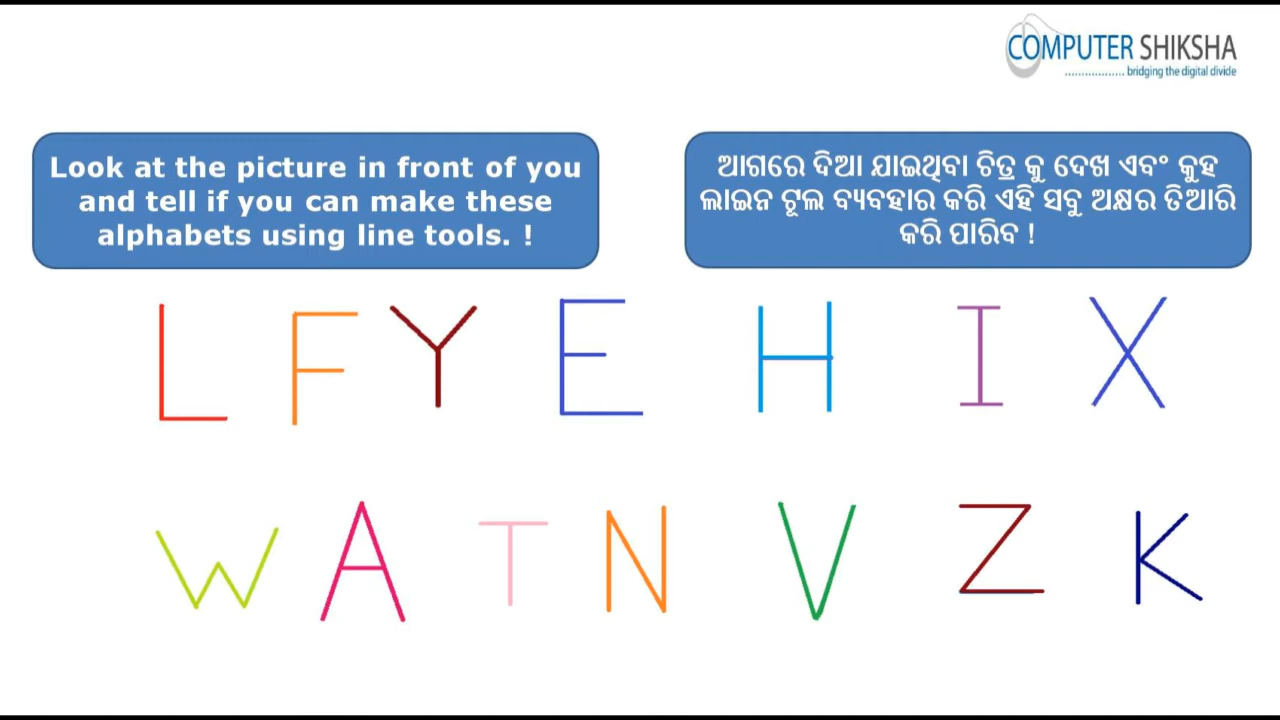 COMPUTER SHIKSHA
bridging the digital divide
Look at the picture in front of you
and tell if you can make these
alphabets using line tools. !
ଆଗରେ ଦିଆ ଯାଇଥିବା ଚିତ୍ର କୁ ଦେଖ ଏବଂ କୁହ
ଲାଇନ ଟୂଲ ବ୍ୟବହାର କରି ଏହି ସବୁ ଅକ୍ଷର ତିଆରି
କରି ପାରିବ !
L F Y E H I X
W A T N V Z K